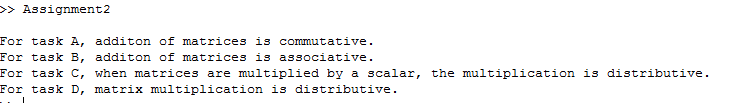 >> Assignment2
For task A, additon of matrices is commutative.
For task B, additon of matrices is associative.
For task C, when matrices are multiplied by a scalar, the multiplication is distributive.
For task D, matrix multiplication is distributive.
>>